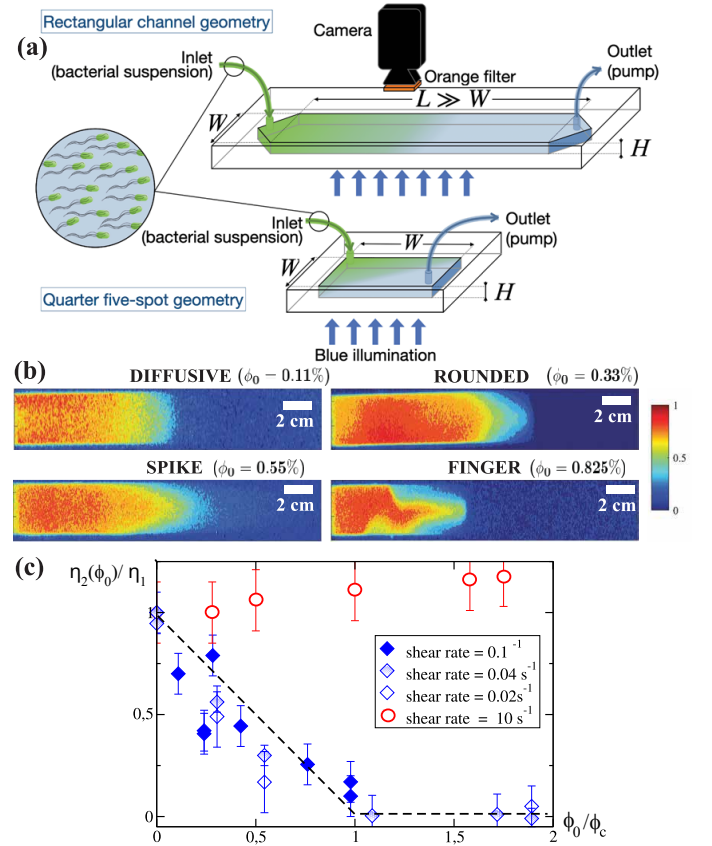 Rectangular channel geometry
(a)
Camera
Inlet
(bacterial suspension)
Outlet
(pump)
Orange filter
L ≫ W
W
H
Inlet
(bacterial suspension)
Outlet
(pump)
W
W
H
Quarter five-spot geometry
Blue illumination
(b)
DIFFUSIVE (ϕ0 − 0.11%)
ROUNDED (ϕ = 0.33%)
2 cm
2 cm
SPIKE (ϕ0 = 0.55%)
FINGER (ϕ0 = 0.825%)
2 cm
2 cm
1
0.5
0
(c)
η2(ϕ0)/ η1
1
0,5
0
shear rate = 0.1 -1
shear rate = 0.04 s-1
shear rate = 0.02s-1
shear rate = 10 s-1
0
0,5
1
1,5
2
ϕ0/ϕc